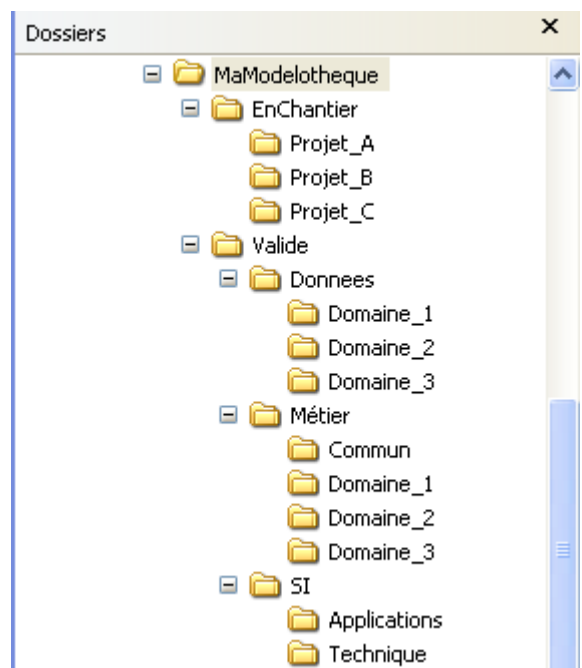 Dossiers
MaModelotheque
EnChantier
Projet_A
Projet_B
Projet_C
Valide
Donnees
Domaine_1
Domaine_2
Domaine_3
Métier
Commun
Domaine_1
Domaine_2
Domaine_3
SI
Applications
Technique